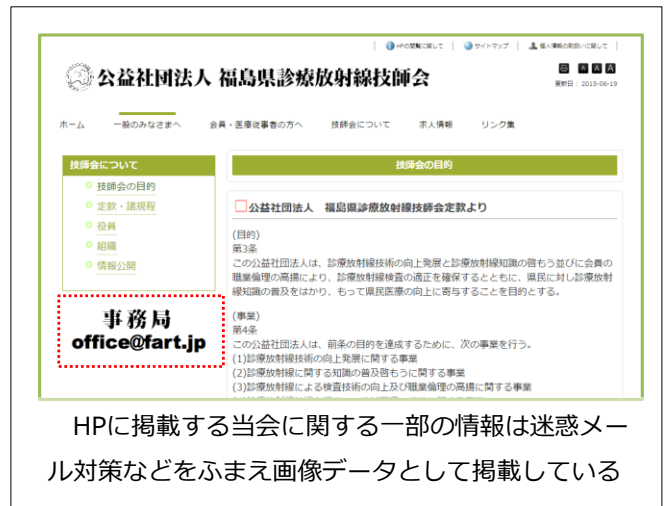 HPの閲覧に関して
サイトマップ
個人情報の取扱いに関して
公益社団法人 福島県診療放射線技師会
A A A
更新日： 2015-06-19
ホーム 一般のみなさまへ 会員・医療従事者の方へ 技師会について 求人情報 リンク集
技師会について
技師会の目的
定款・諸規程
役員
組織
情報公開
事務局
office@fart.jp
技師会の目的
公益社団法人 福島県診療放射線技師会定款より
(目的)
第3条
この公益社団法人は、診療放射線技術の向上発展と診療放射線知識の啓もう並びに会員の
職業倫理の高揚により、診療放射線検査の適正を確保するとともに、県民に対し診療放射
線知識の普及をはかり、もって県民医療の向上に寄与することを目的とする。
(事業)
第4条
この公益社団法人は、前条の目的を達成するために、次の事業を行う。
(1)診療放射線技術の向上発展に関する事業
(2)診療放射線に関する知識の普及啓もうに関する事業
(3)診療放射線による検査技術の向上及び職業倫理の高揚に関する事業
HPに掲載する当会に関する一部の情報は迷惑メー
ル対策などをふまえ画像データとして掲載している